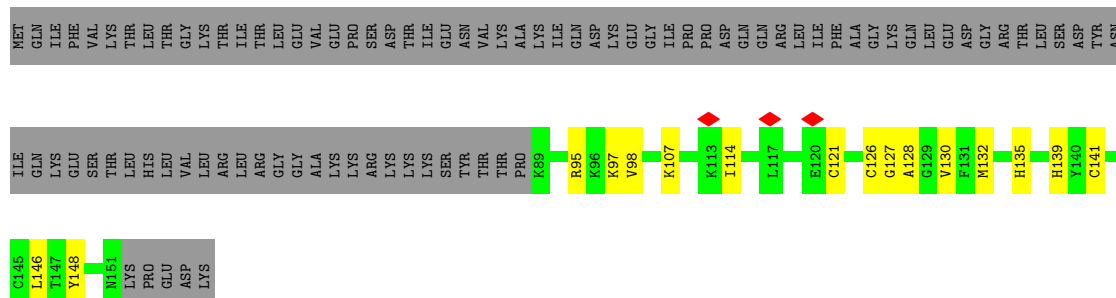 MET GLN ILE PHE VAL LYS THR LEU THR GLY LYS THR ILE THR LEU GLU VAL GLU PRO SER ASP THR ILE GLU ASN VAL LYS ALA LYS ILE GLN ASP LYS GLU GLY ILE PRO PRO ASP GLN GLN ARG LEU ILE PHE ALA GLY LYS GLN LEU GLU ASP GLY ARG THR LEU SER ASP TYR ASN
ILE GLN LYS GLU SER THR LEU HIS LEU VAL LEU ARG LEU ARG GLY GLY ALA LYS LYS ARG LYS LYS LYS SER TYR THR THR PRO K89 R95 K96 K97 V98 K107 K113 I114 L117 E120 C121 C126 G127 A128 G129 V130 F131 M132 H135 H139 Y140 C141
C145 L146 T147 Y148 N151 LYS PRO GLU ASP LYS